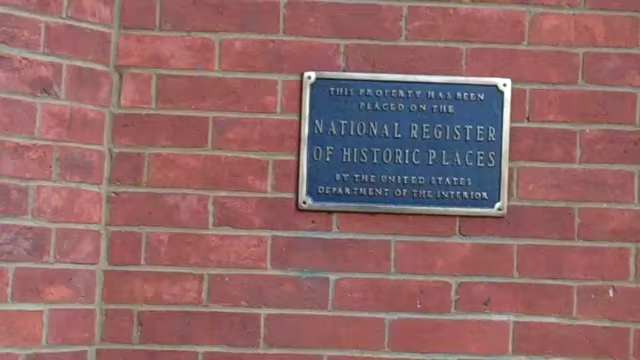 THIS PROPERTY HAS BEEN
PLACED ON THE
NATIONAL REGISTER
OF HISTORIC PLACES
BY THE UNITED STATES
DEPARTMENT OF THE INTERIOR